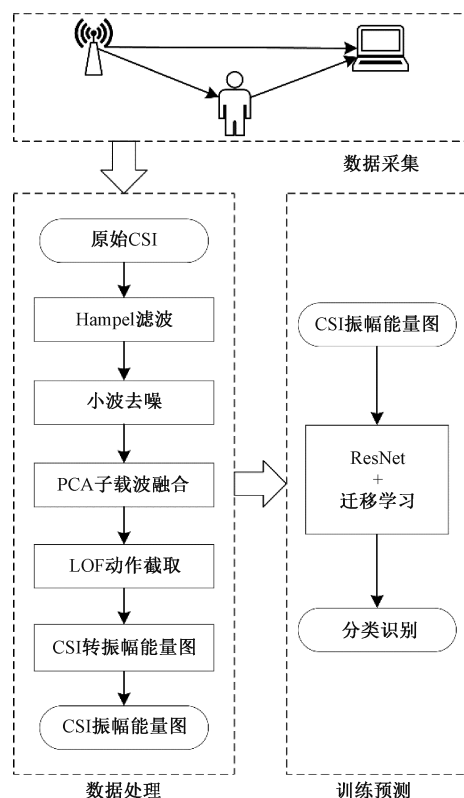 数据采集
原始CSI
Hampel滤波
小波去噪
PCA子载波融合
LOF动作截取
CSI转振幅能量图
CSI振幅能量图
数据处理
CSI振幅能量图
ResNet
+
迁移学习
分类识别
训练预测